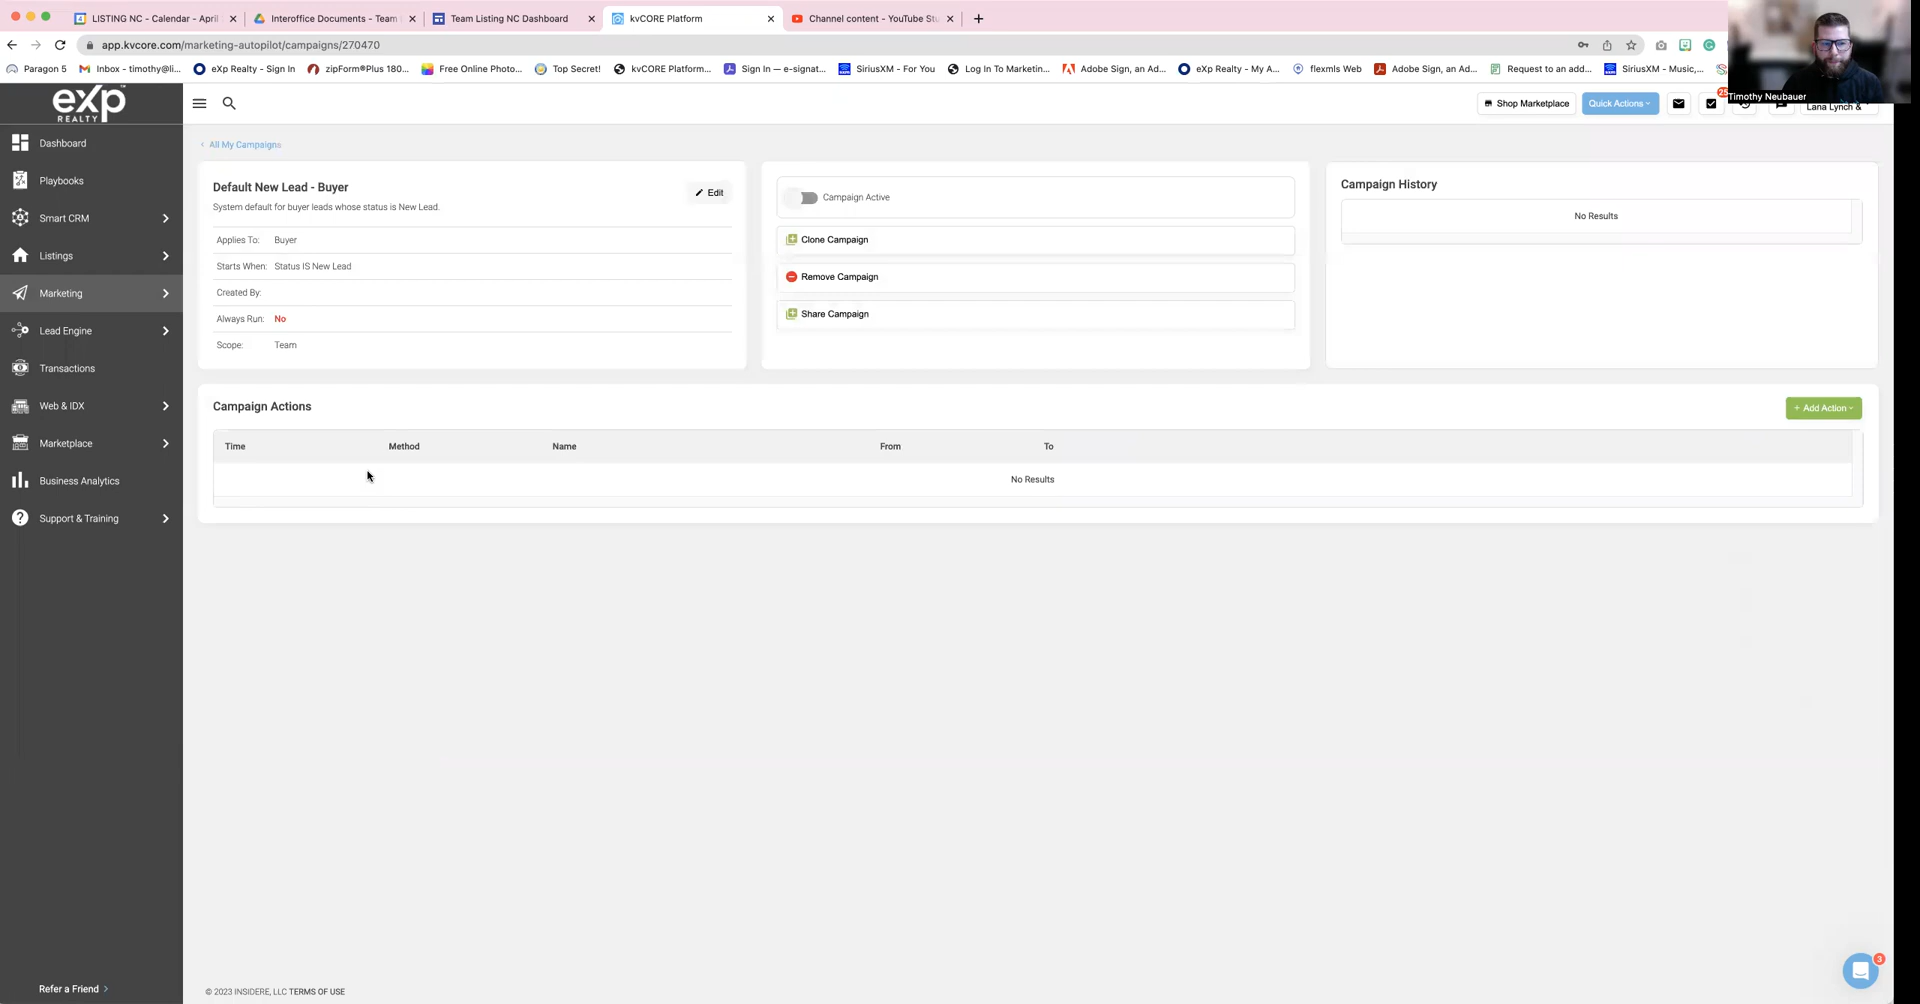 LISTING NC - Calendar - April
Interoffice Documents - Team
Team Listing NC Dashboard
kvCORE Platform
Channel content - YouTube Stu
app.kvcore.com/marketing-autopilot/campaigns/270470
Paragon 5
Inbox - timothy@li...
eXp Realty - Sign In
zipForm®Plus 180...
Free Online Photo...
Top Secret!
kvCORE Platform...
Sign In — e-signat...
SiriusXM - For You
Log In To Marketin...
Adobe Sign, an Ad...
eXp Realty - My A...
flexmls Web
Adobe Sign, an Ad...
Request to an add...
SiriusXM - Music,...
Timothy Neubauer
exp
REALTY
Shop Marketplace
Quick Actions
Lana Lynch &
Dashboard
Playbooks
Smart CRM
Listings
Marketing
Lead Engine
Transactions
Web & IDX
Marketplace
Business Analytics
Support & Training
Refer a Friend
All My Campaigns
Default New Lead - Buyer
Edit
System default for buyer leads whose status is New Lead.
Applies To: Buyer
Starts When: Status IS New Lead
Created By:
Always Run: No
Scope: Team
Campaign Active
Clone Campaign
Remove Campaign
Share Campaign
Campaign History
No Results
Campaign Actions
+ Add Action
Time Method Name From To
No Results
3
© 2023 INSIDERE, LLC TERMS OF USE